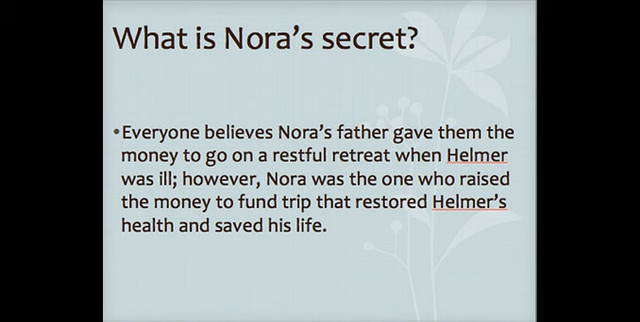 What is Nora's secret?
•Everyone believes Nora's father gave them the
money to go on a restful retreat when Helmer
was ill; however, Nora was the one who raised
the money to fund trip that restored Helmer's
health and saved his life.